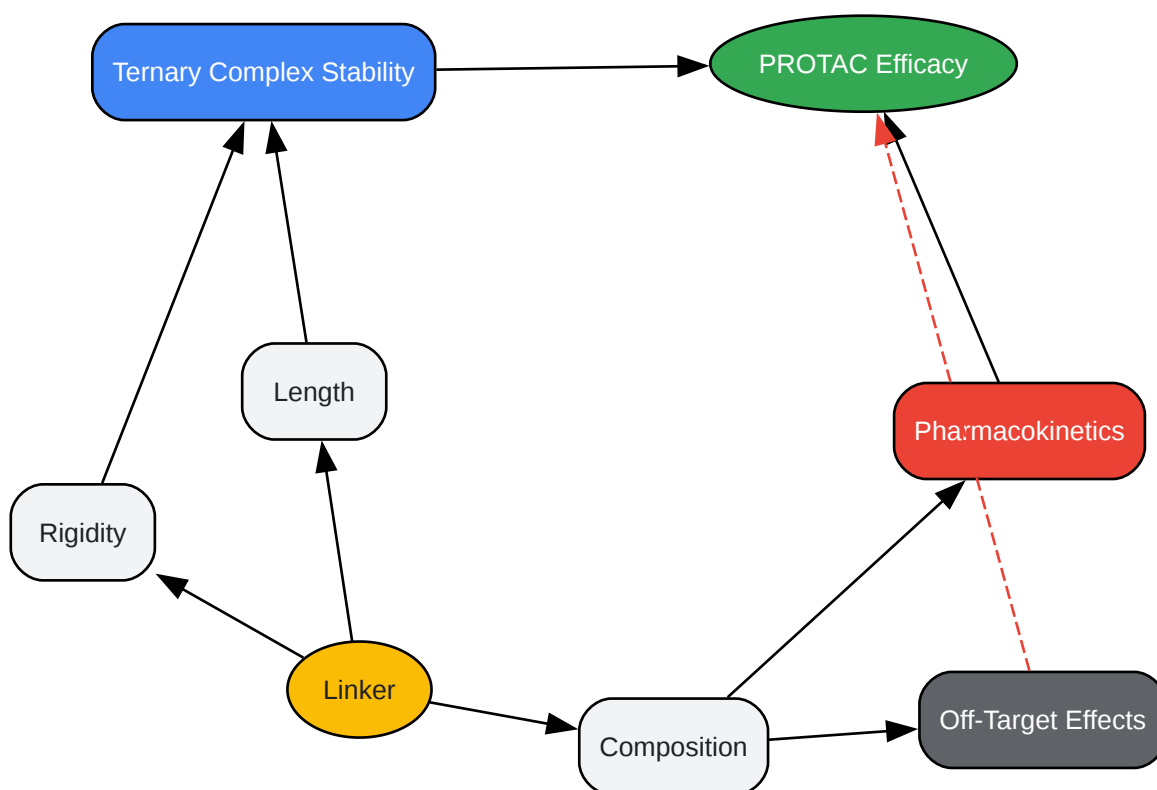 Ternary Complex Stability
PROTAC Efficacy
Length
Pharmacokinetics
Rigidity
Linker
Composition
Off-Target Effects